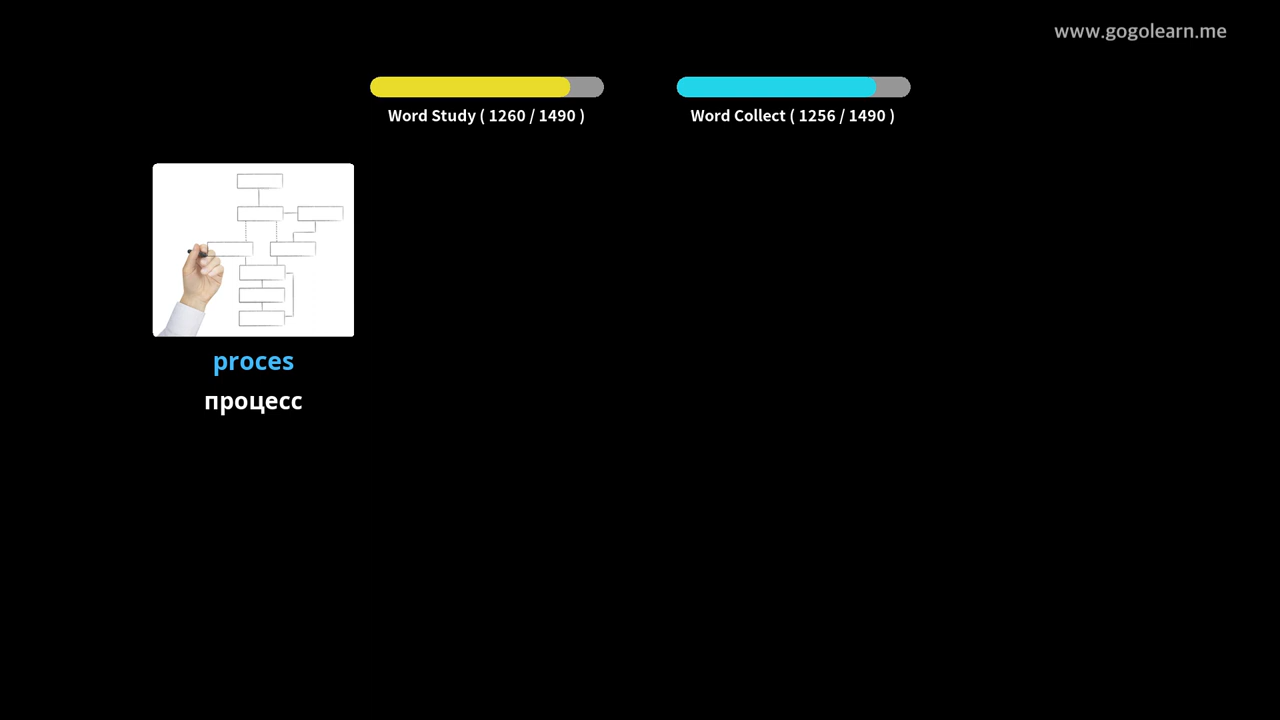 www.gogolearn.me
Word Study ( 1260 / 1490 )
Word Collect ( 1256 / 1490 )
proces
процесс